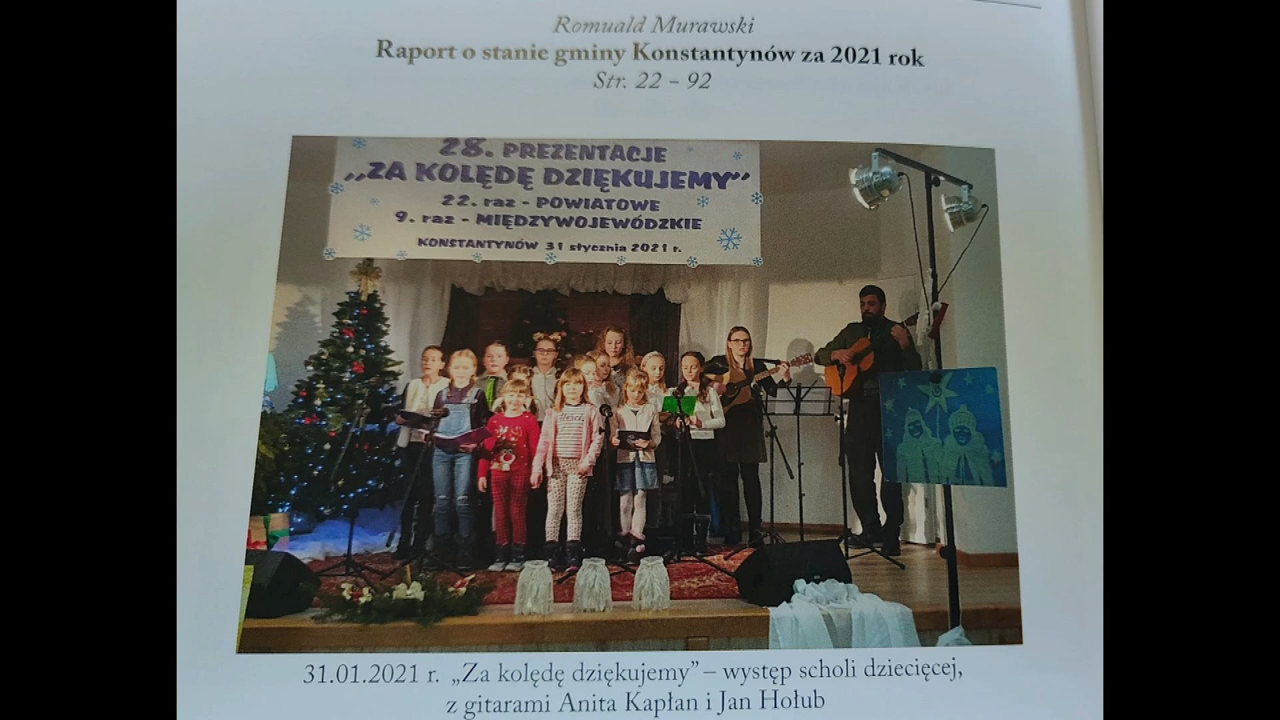 Romuald Murawski
Raport o stanie gminy Konstantynów za 2021 rok
Str. 22 – 92
28. PREZENTACJE
„ZA KOLĘDĘ DZIĘKUJEMY”
22. raz - POWIATOWE
9. raz - MIĘDZYWOJEWÓDZKIE
KONSTANTYNÓW 31 stycznia 2021 r.
31.01.2021 r. „Za kolędę dziękujemy” – występ scholi dziecięcej,
z gitarami Anita Kapłan i Jan Hołub